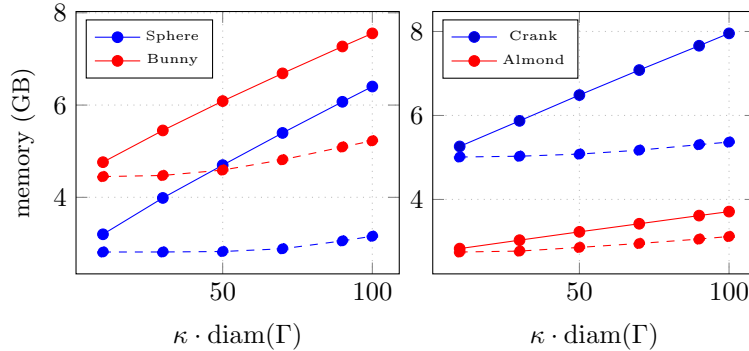 8
6
4
50
100
κ · diam(Γ)
memory (GB)
Sphere
Bunny
8
6
4
50
100
κ · diam(Γ)
Crank
Almond